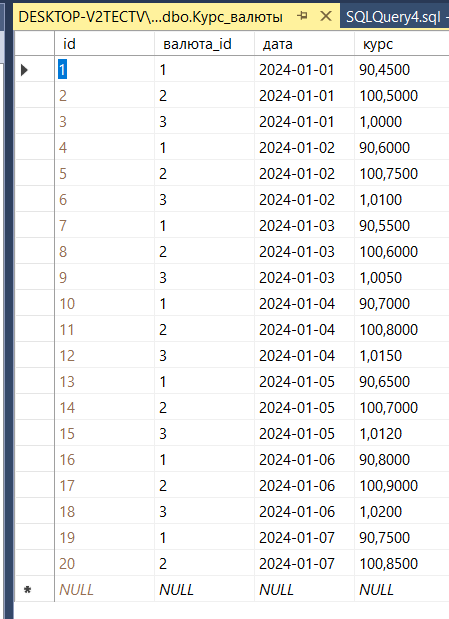 DESKTOP-V2TECTV\...dbo.Курс_валюты SQLQuery4.sql -
id валюта_id дата курс
1 1 2024-01-01 90,4500
2 2 2024-01-01 100,5000
3 3 2024-01-01 1,0000
4 1 2024-01-02 90,6000
5 2 2024-01-02 100,7500
6 3 2024-01-02 1,0100
7 1 2024-01-03 90,5500
8 2 2024-01-03 100,6000
9 3 2024-01-03 1,0050
10 1 2024-01-04 90,7000
11 2 2024-01-04 100,8000
12 3 2024-01-04 1,0150
13 1 2024-01-05 90,6500
14 2 2024-01-05 100,7000
15 3 2024-01-05 1,0120
16 1 2024-01-06 90,8000
17 2 2024-01-06 100,9000
18 3 2024-01-06 1,0200
19 1 2024-01-07 90,7500
20 2 2024-01-07 100,8500
* NULL NULL NULL NULL